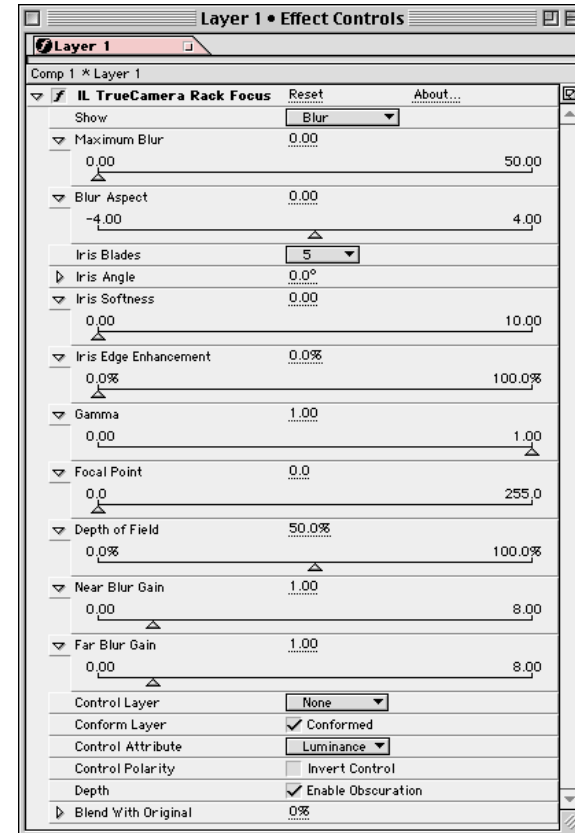 Layer 1 • Effect Controls
Layer 1
Comp 1 * Layer 1
IL TrueCamera Rack Focus Reset About...
Show Blur
Maximum Blur 0.00
0.00 50.00
Blur Aspect 0.00
-4.00 4.00
Iris Blades 5
Iris Angle 0.0°
Iris Softness 0.00
0.00 10.00
Iris Edge Enhancement 0.0%
0.0% 100.0%
Gamma 1.00
0.00 1.00
Focal Point 0.0
0.0 255.0
Depth of Field 50.0%
0.0% 100.0%
Near Blur Gain 1.00
0.00 8.00
Far Blur Gain 1.00
0.00 8.00
Control Layer None
Conform Layer Conformed
Control Attribute Luminance
Control Polarity Invert Control
Depth Enable Obscuration
Blend With Original 0%